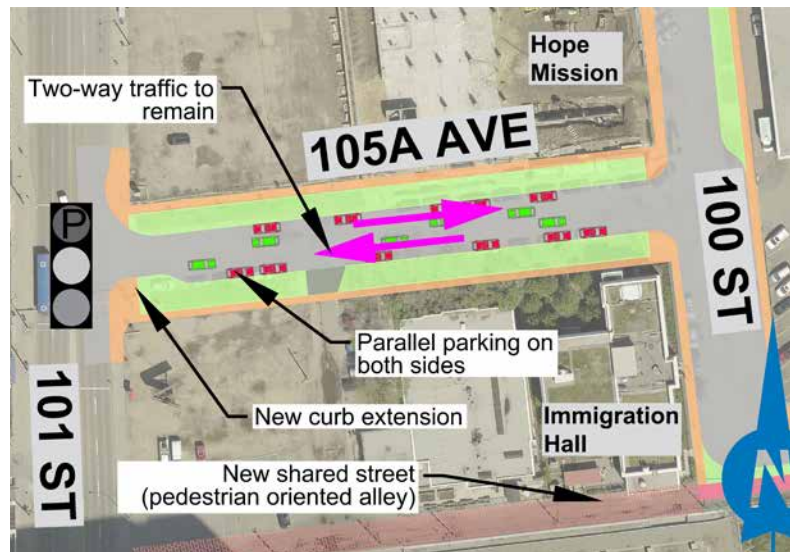 Hope
Mission
Two-way traffic to
remain
105A AVE
P
100 ST
Parallel parking on
both sides
101 ST
New curb extension
Immigration
Hall
New shared street
(pedestrian oriented alley)
N